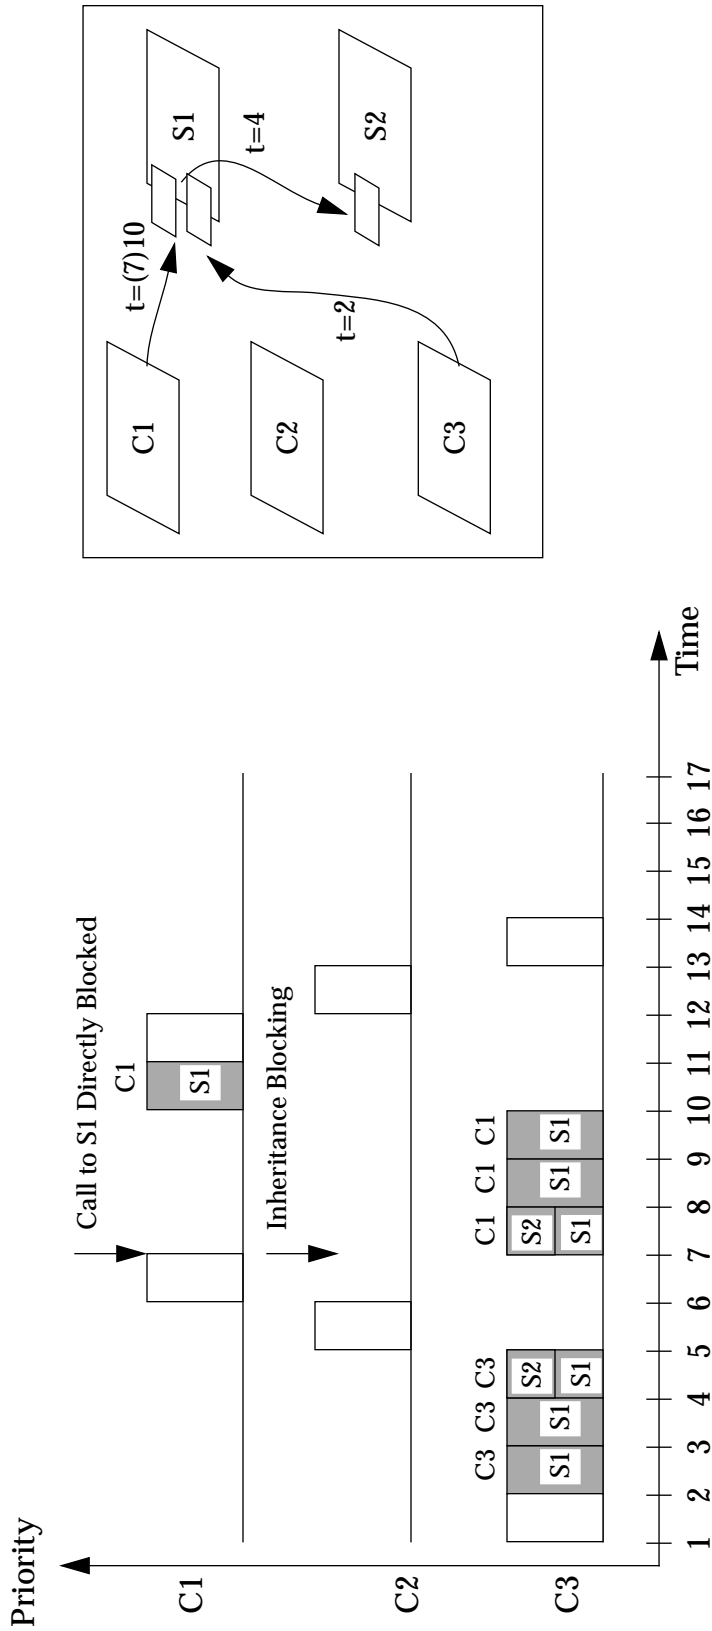 Priority
Call to S1 Directly Blocked
C1
S1
C1
Inheritance Blocking
C2
C3 C3 C3 C1 C1 C1
S2 S2
S1 S1 S1 S1 S1 S1
C3
1 2 3 4 5 6 7 8 9 10 11 12 13 14 15 16 17
Time
C1
t=(7)10
S1
t=4
C2
t=2
S2
C3